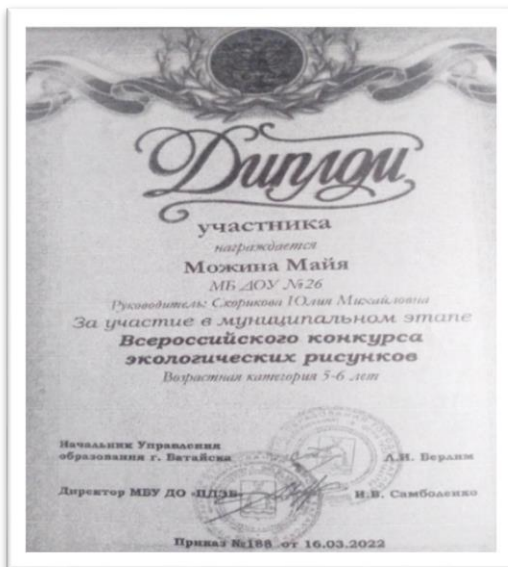 Диплом
участника
награждается
Можина Майя
МБ ДОУ №26
Руководитель: Скорикова Юлия Михайловна
За участие в муниципальном этапе
Всероссийского конкурса
экологических рисунков
Возрастная категория 5-6 лет
Начальник Управления
образования г. Батайска Л.И. Берлим
Директор МБУ ДО «ЦДЭБ» И.В. Самболенко
Приказ №188 от 16.03.2022